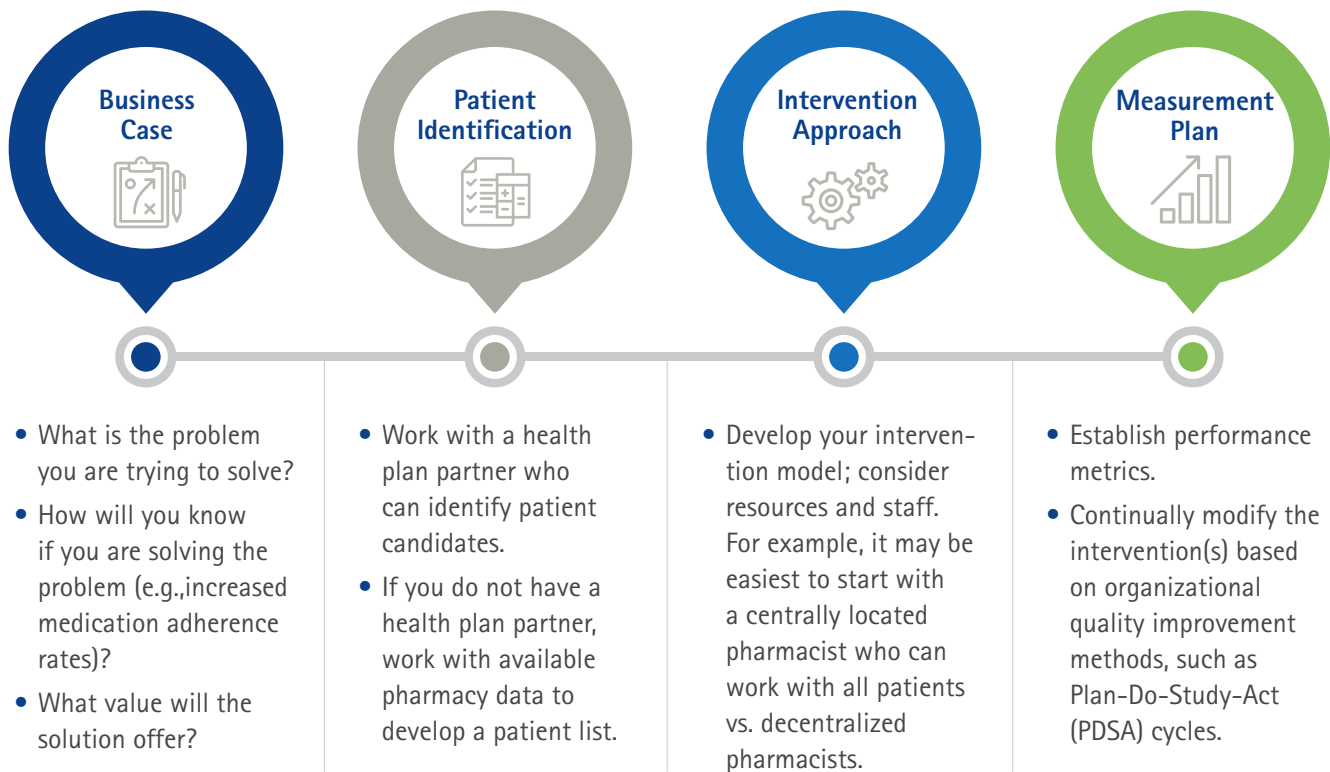 Business
Case
Patient
Identification
Intervention
Approach
Measurement
Plan
• What is the problem
you are trying to solve?
• How will you know
if you are solving the
problem (e.g.,increased
medication adherence
rates)?
• What value will the
solution offer?
• Work with a health
plan partner who
can identify patient
candidates.
• If you do not have a
health plan partner,
work with available
pharmacy data to
develop a patient list.
• Develop your interven-
tion model; consider
resources and staff.
For example, it may be
easiest to start with
a centrally located
pharmacist who can
work with all patients
vs. decentralized
pharmacists.
• Establish performance
metrics.
• Continually modify the
intervention(s) based
on organizational
quality improvement
methods, such as
Plan-Do-Study-Act
(PDSA) cycles.